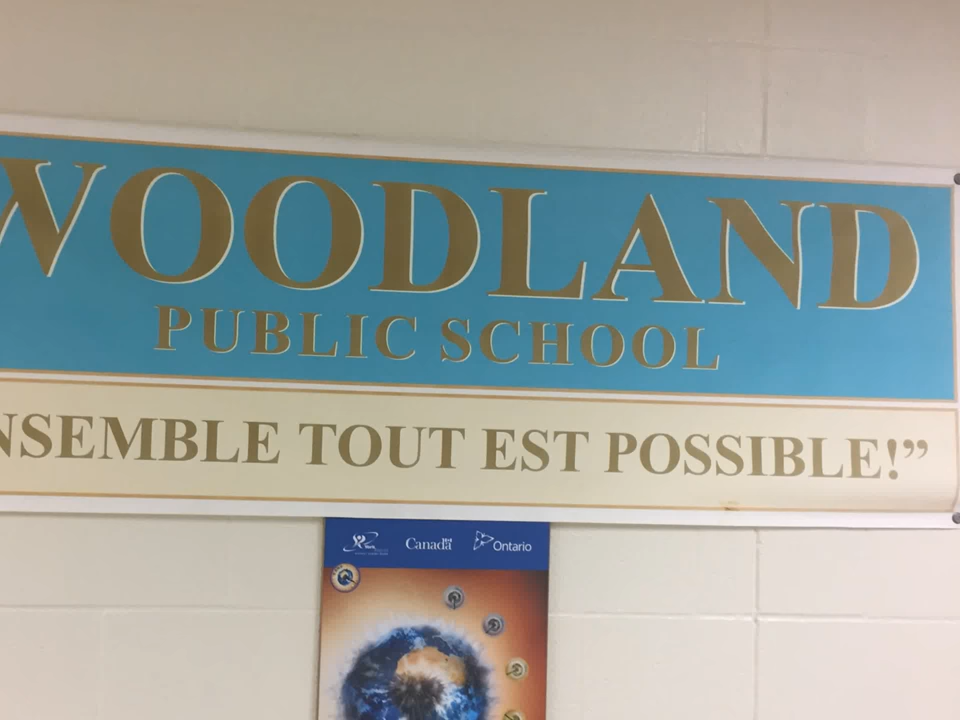 WOODLAND
PUBLIC SCHOOL
NSEMBLE TOUT EST POSSIBLE!”
Canada
Ontario